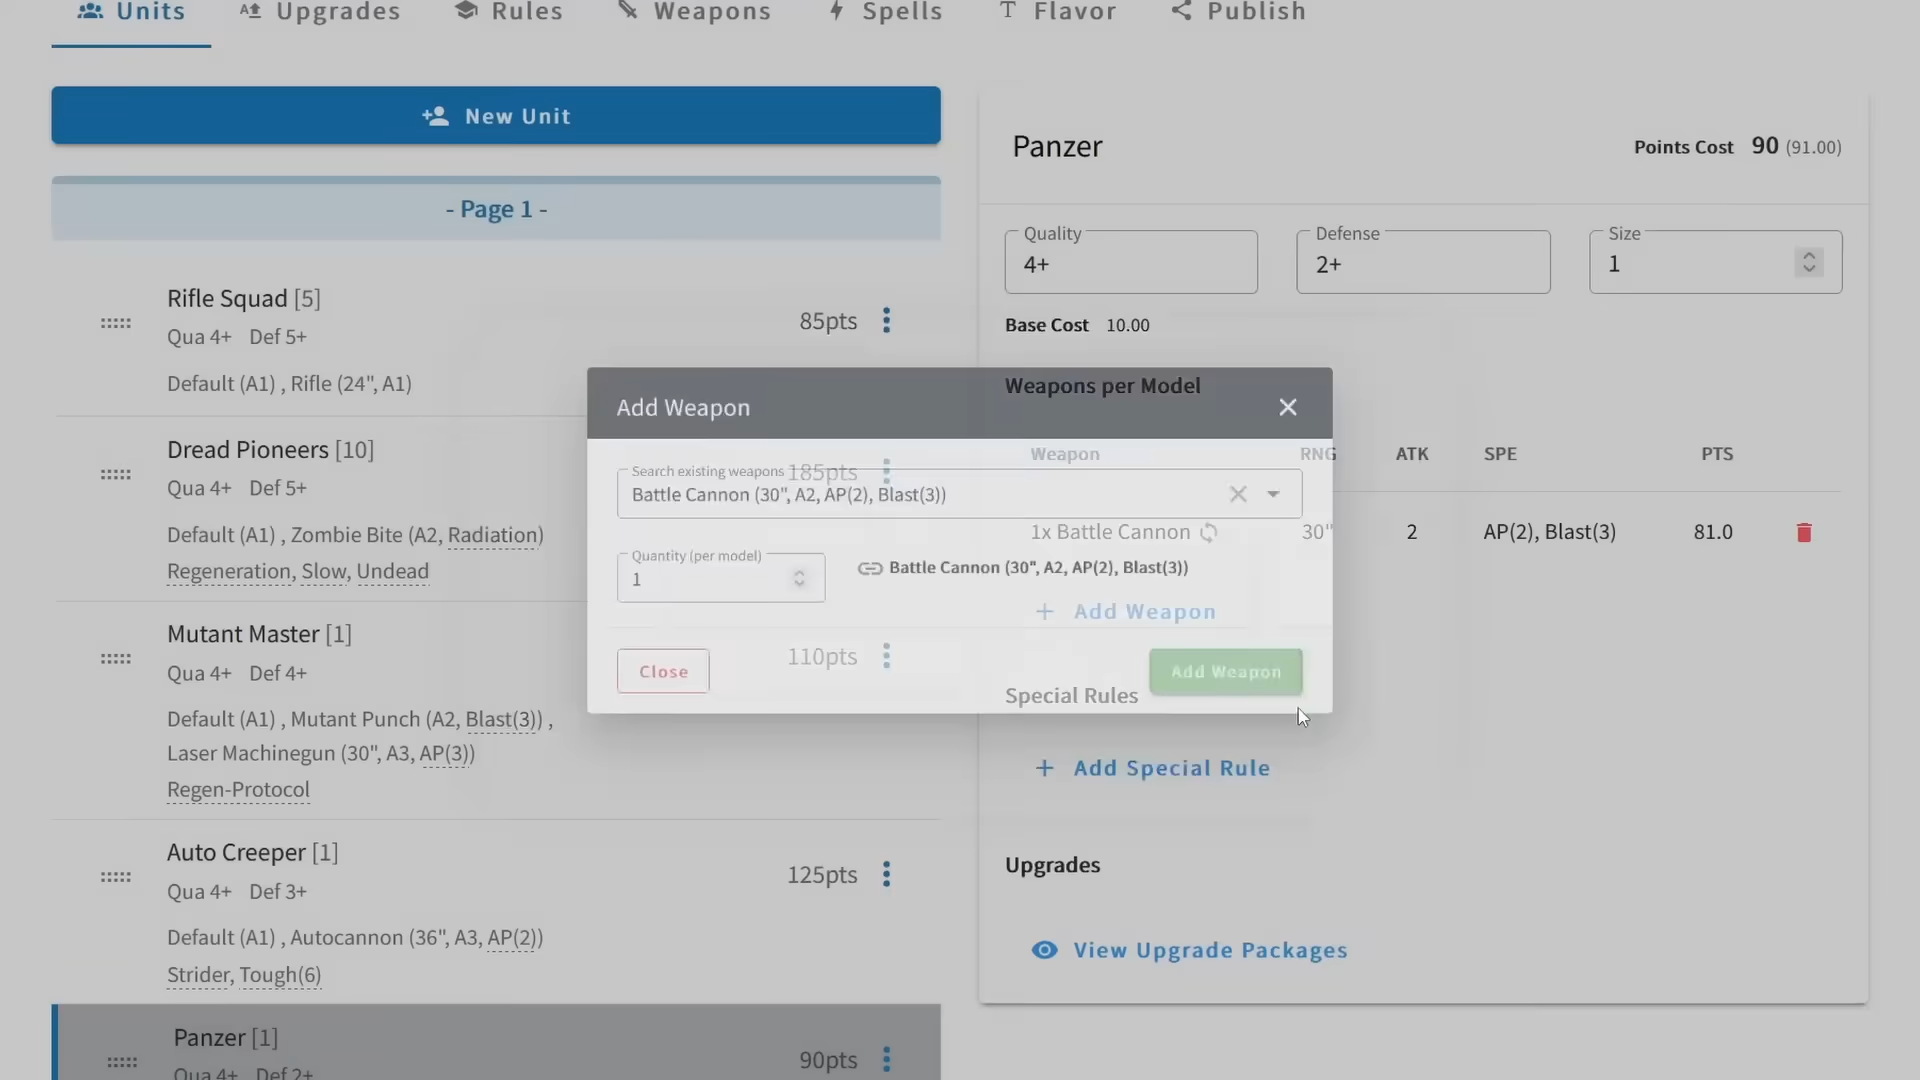 Units
Upgrades
Rules
Weapons
Spells
Flavor
Publish
New Unit
- Page 1 -
Rifle Squad [5]
Qua 4+ Def 5+
Default (A1) , Rifle (24", A1)
85pts
Dread Pioneers [10]
Qua 4+ Def 5+
Default (A1) , Zombie Bite (A2, Radiation)
Regeneration, Slow, Undead
185pts
Mutant Master [1]
Qua 4+ Def 4+
Default (A1) , Mutant Punch (A2, Blast(3)) ,
Laser Machinegun (30", A3, AP(3))
Regen-Protocol
110pts
Auto Creeper [1]
Qua 4+ Def 3+
Default (A1) , Autocannon (36", A3, AP(2))
Strider, Tough(6)
125pts
Panzer [1]
Qua 4+ Def 2+
90pts
Add Weapon
Search existing weapons
Battle Cannon (30", A2, AP(2), Blast(3))
Quantity (per model)
1
Battle Cannon (30", A2, AP(2), Blast(3))
Close
Add Weapon
Panzer
Points Cost 90 (91.00)
Quality
4+
Defense
2+
Size
1
Base Cost 10.00
Weapons per Model
Weapon RNG ATK SPE PTS
1x Battle Cannon 30" 2 AP(2), Blast(3) 81.0
+ Add Weapon
Special Rules
+ Add Special Rule
Upgrades
View Upgrade Packages